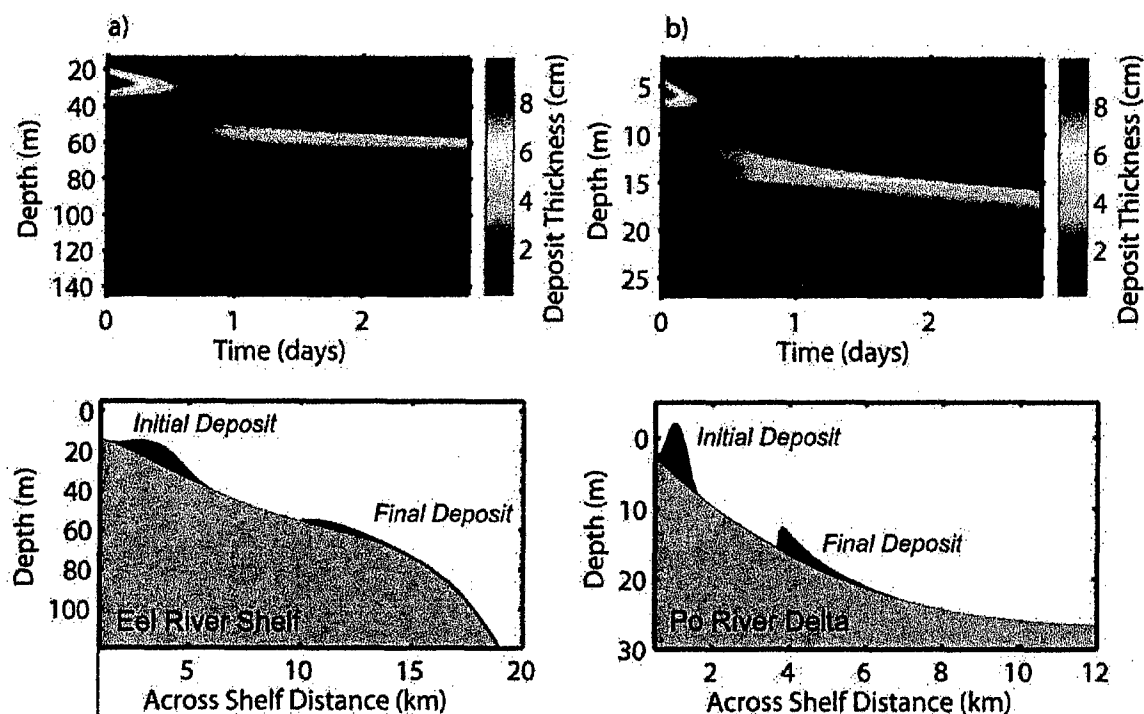 a)
20
40
60
80
100
120
140
Depth (m)
0
1
2
Time (days)
8
6
4
2
Deposit Thickness (cm)
b)
5
10
15
20
25
Depth (m)
0
1
2
Time (days)
8
6
4
2
Deposit Thickness (cm)
0
20
40
60
80
100
Depth (m)
Initial Deposit
Final Deposit
Eel River Shelf
5
10
15
20
Across Shelf Distance (km)
0
10
20
30
Depth (m)
Initial Deposit
Final Deposit
Po River Delta
2
4
6
8
10
12
Across Shelf Distance (km)